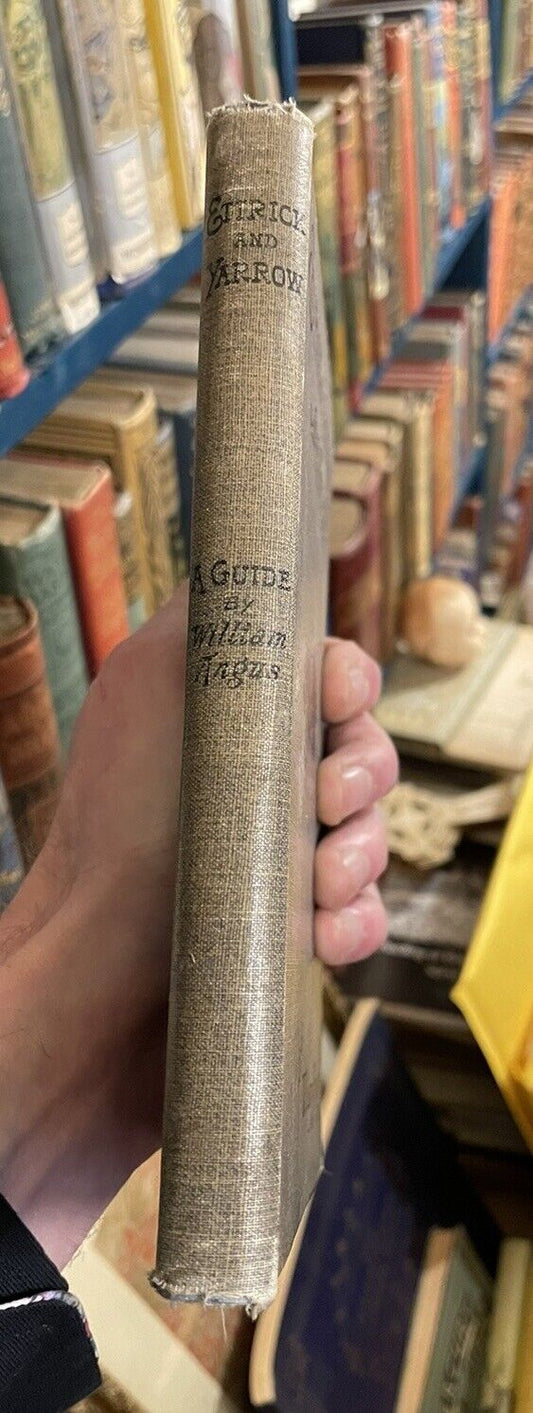 ETTRICK
AND
YARROW
A GUIDE
By
William
Angus